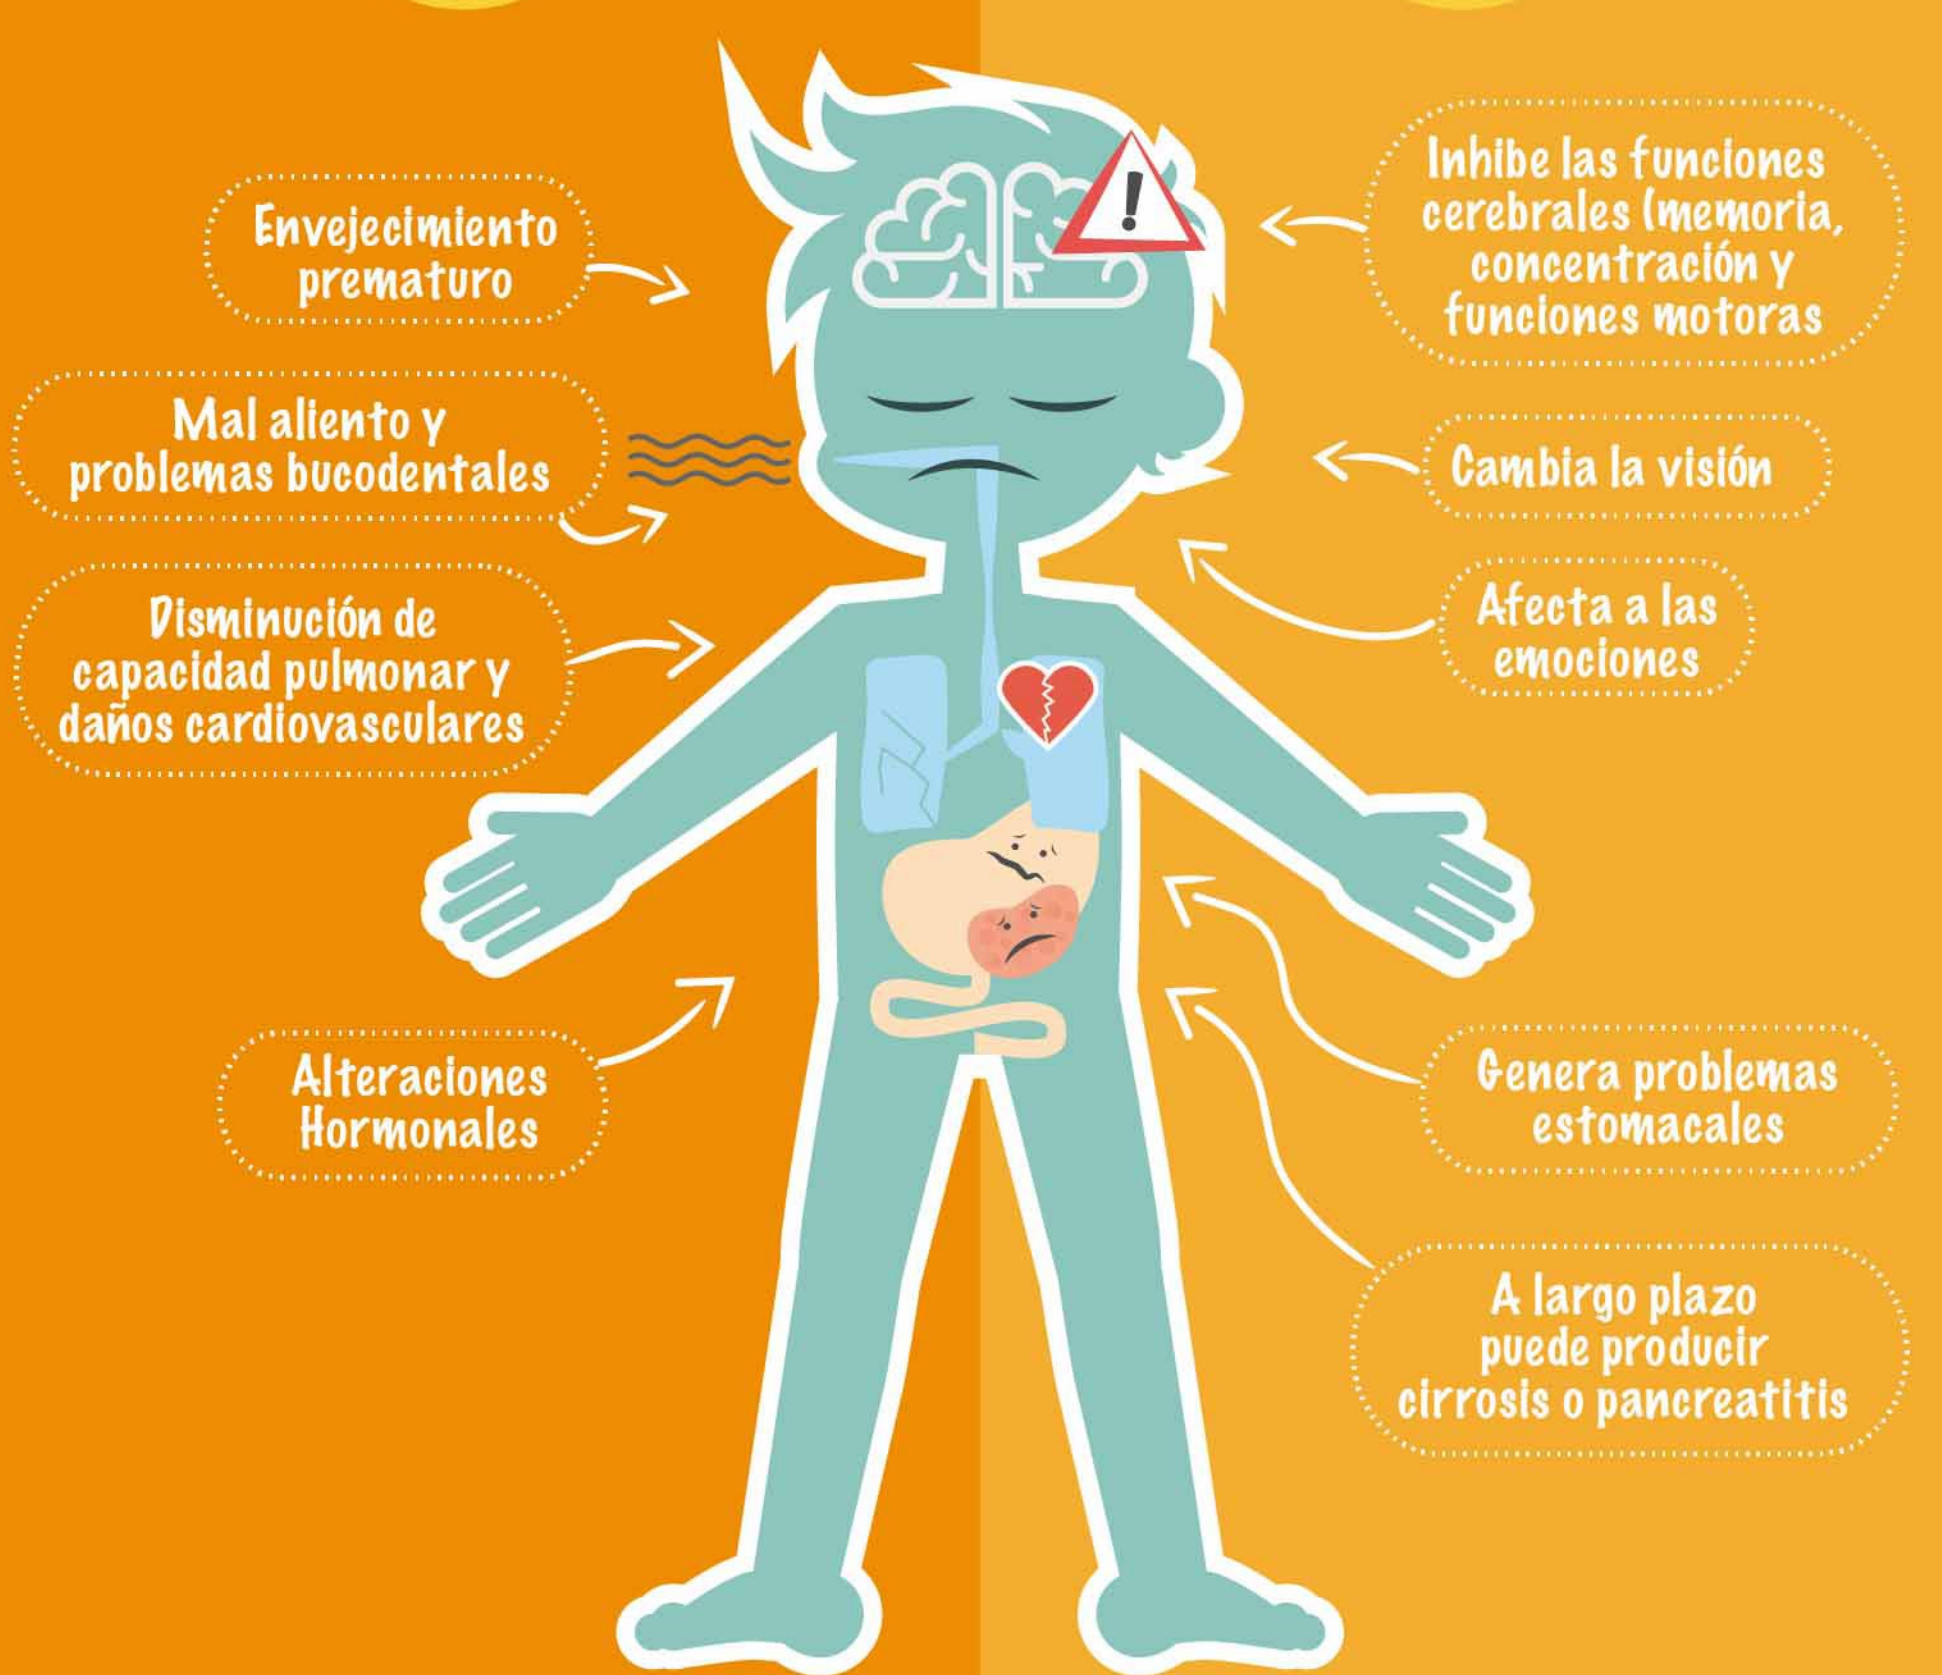 Envejecimiento
prematuro
Mal aliento y
problemas bucodentales
Disminución de
capacidad pulmonar y
daños cardiovasculares
Alteraciones
Hormonales
Inhibe las funciones
cerebrales (memoria,
concentración y
funciones motoras
Cambia la visión
Afecta a las
emociones
Genera problemas
estomacales
A largo plazo
puede producir
cirrosis o pancreatitis